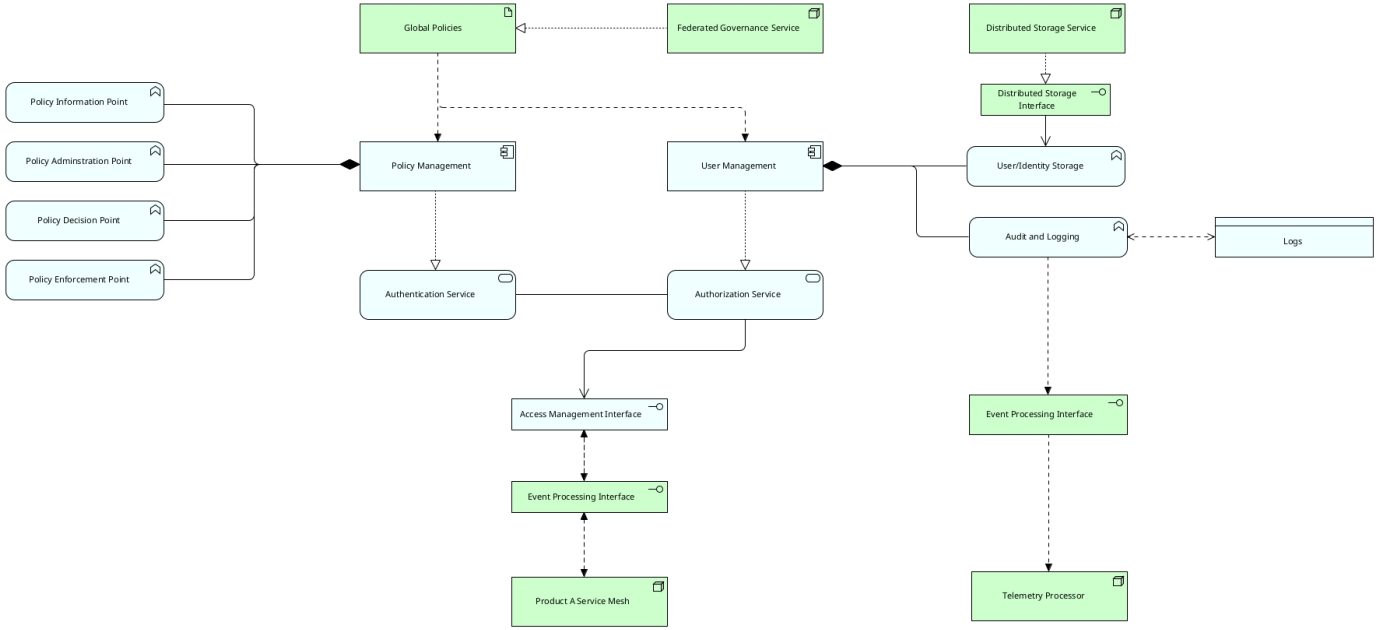 Global Policies
Federated Governance Service
Distributed Storage Service
Distributed Storage
Interface
Policy Information Point
Policy Adminstration Point
Policy Management
User Management
User/Identity Storage
Policy Decision Point
Audit and Logging
Logs
Policy Enforcement Point
Authentication Service
Authorization Service
Access Management Interface
Event Processing Interface
Event Processing Interface
Product A Service Mesh
Telemetry Processor